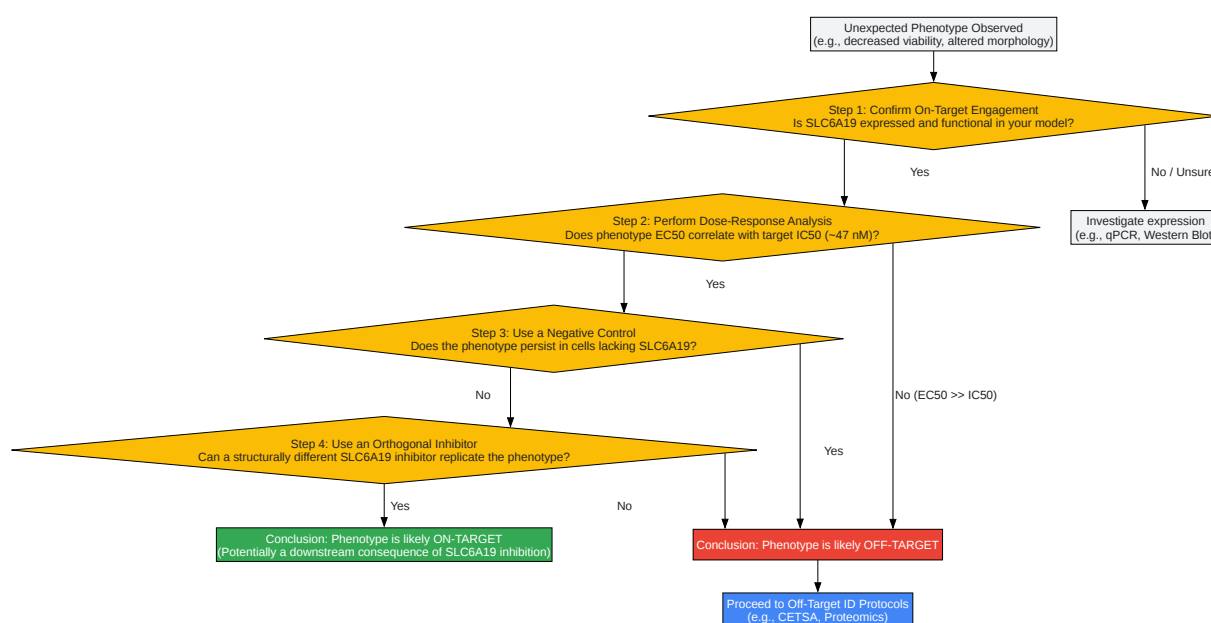 Unexpected Phenotype Observed
(e.g., decreased viability, altered morphology)
Step 1: Confirm On-Target Engagement
Is SLC6A19 expressed and functional in your model?
Yes
No / Unsure
Step 2: Perform Dose-Response Analysis
Does phenotype EC50 correlate with target IC50 (~47 nM)?
Investigate expression
(e.g., qPCR, Western Blot
Yes
Step 3: Use a Negative Control
Does the phenotype persist in cells lacking SLC6A19?
No
No (EC50 >> IC50)
Step 4: Use an Orthogonal Inhibitor
Can a structurally different SLC6A19 inhibitor replicate the phenotype?
Yes
Yes
No
Conclusion: Phenotype is likely ON-TARGET
(Potentially a downstream consequence of SLC6A19 inhibition)
Conclusion: Phenotype is likely OFF-TARGET
Proceed to Off-Target ID Protocols
(e.g., CETSA, Proteomics)